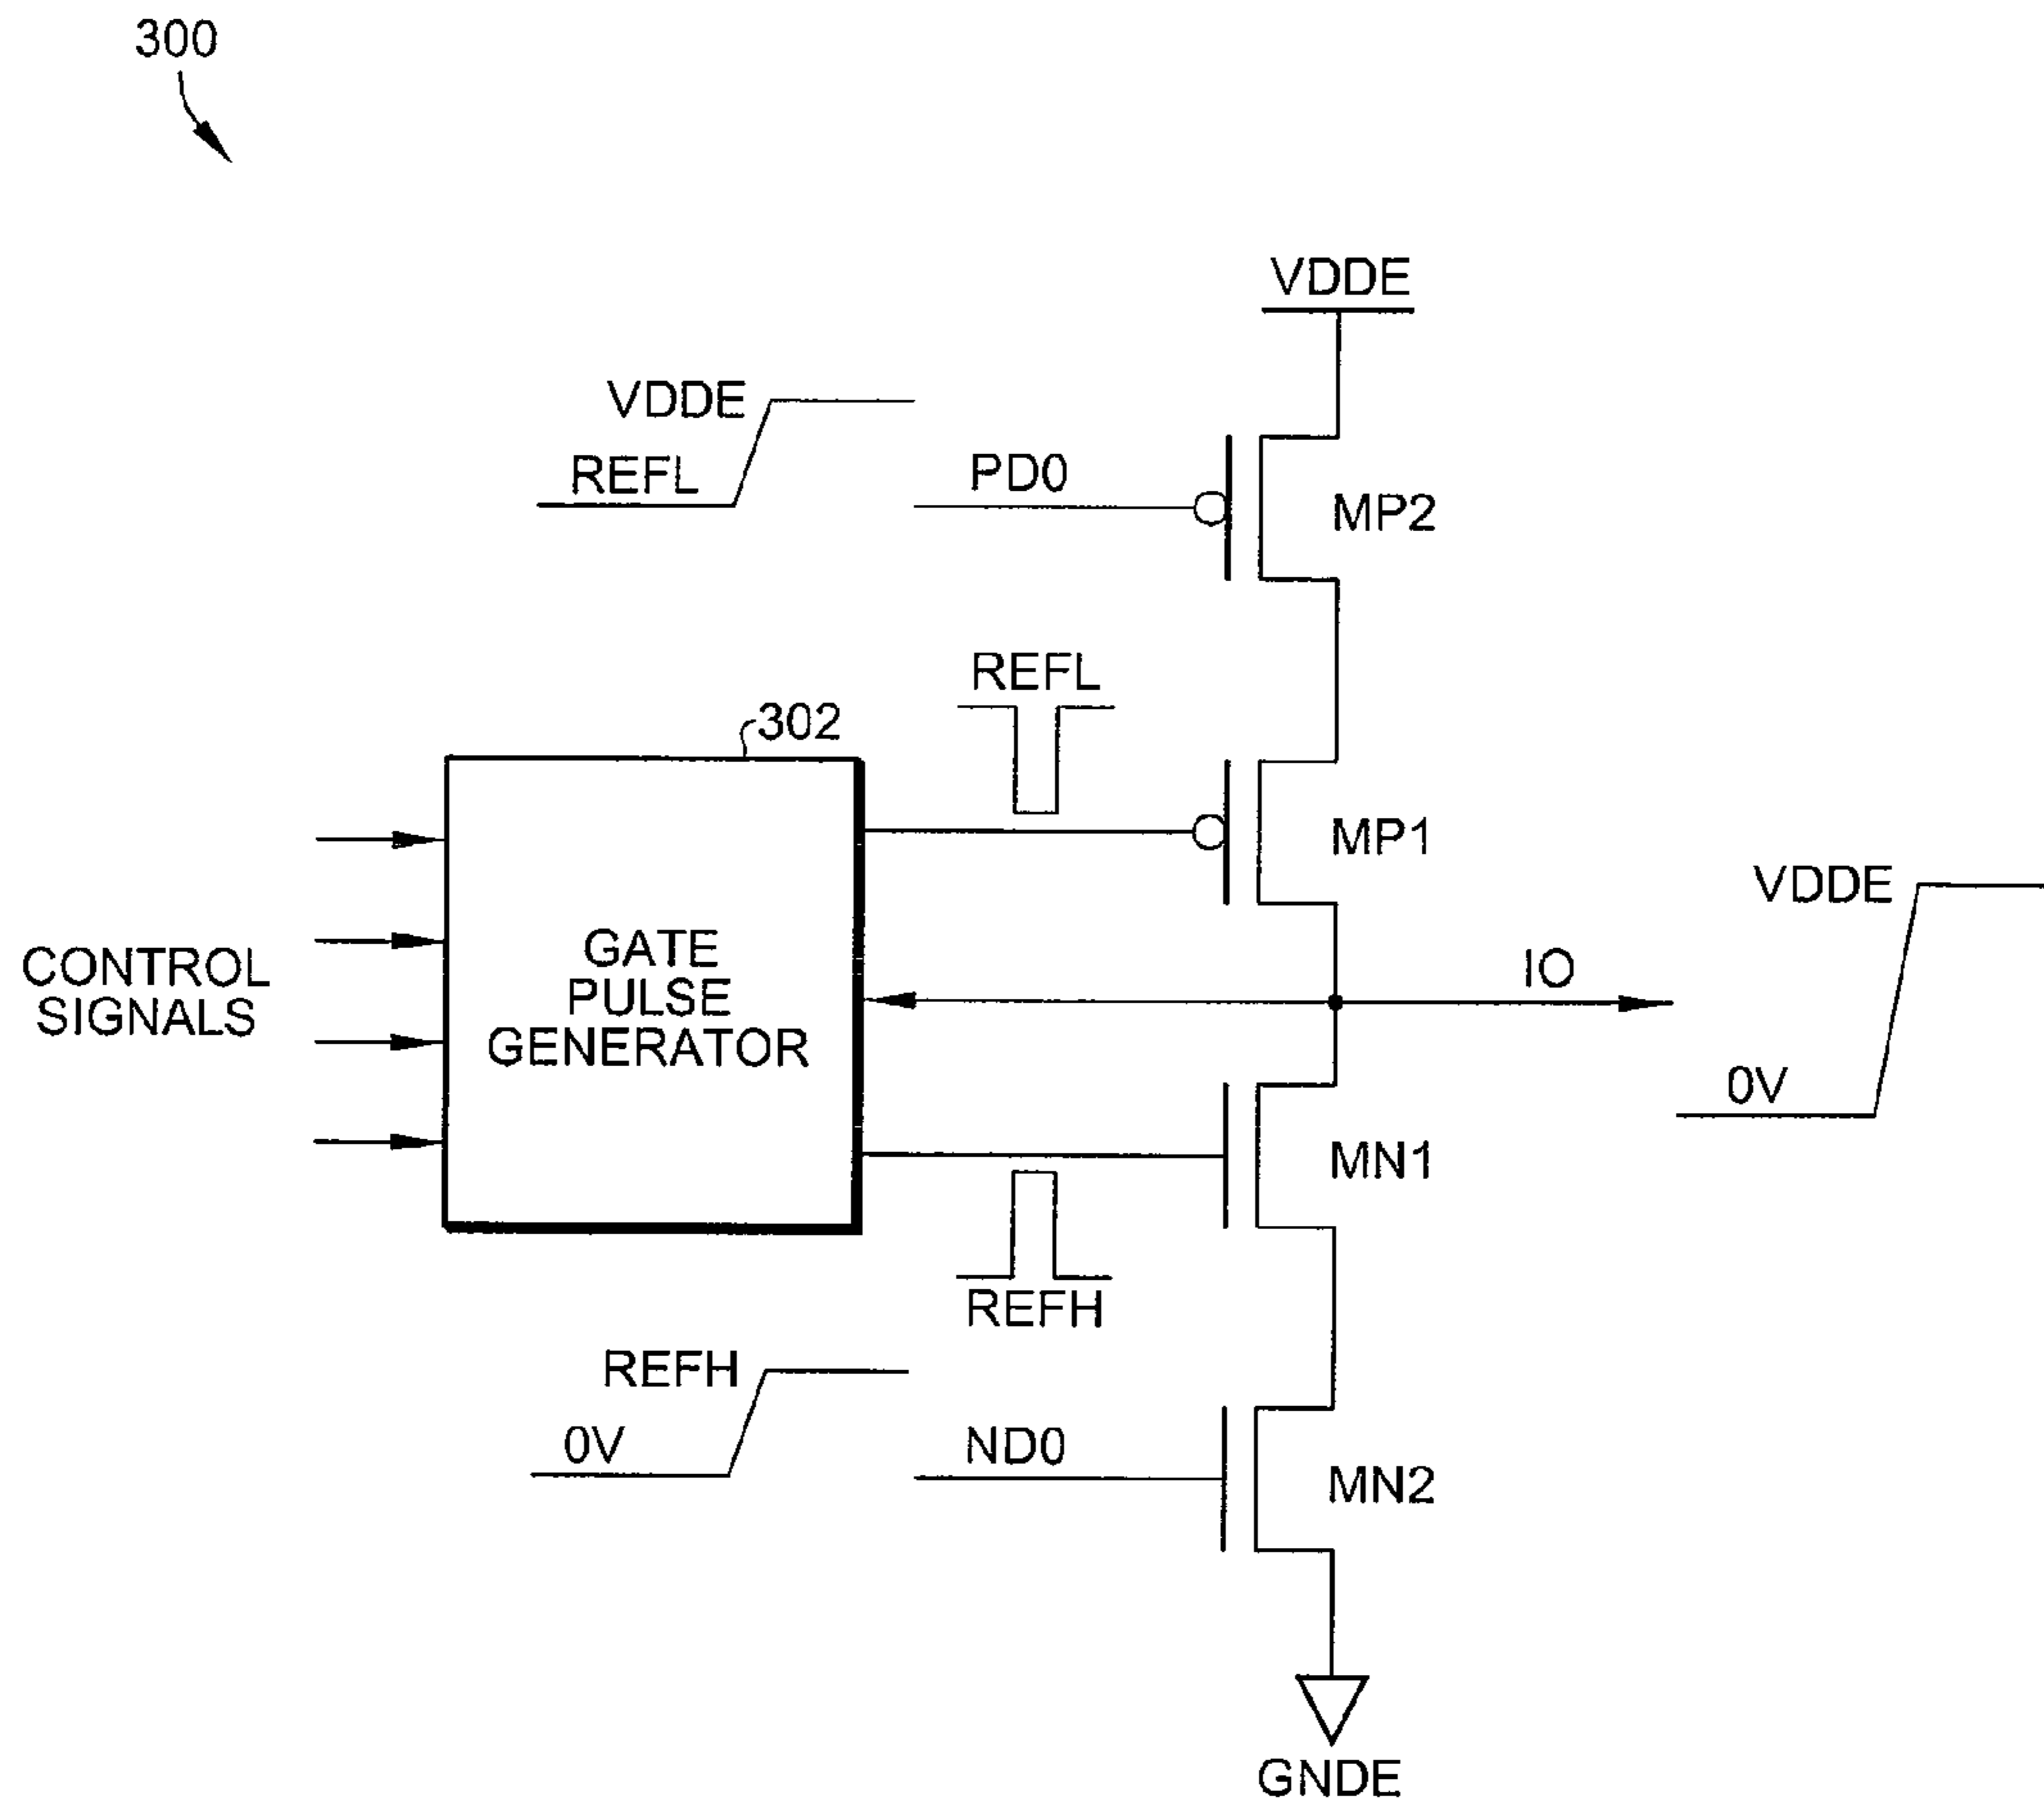 300
VDDE
VDDE
REFL
PD0
MP2
REFL
302
MP1
VDDE
CONTROL
SIGNALS
GATE
PULSE
GENERATOR
IO
0V
MN1
REFH
REFH
0V
ND0
MN2
GNDE